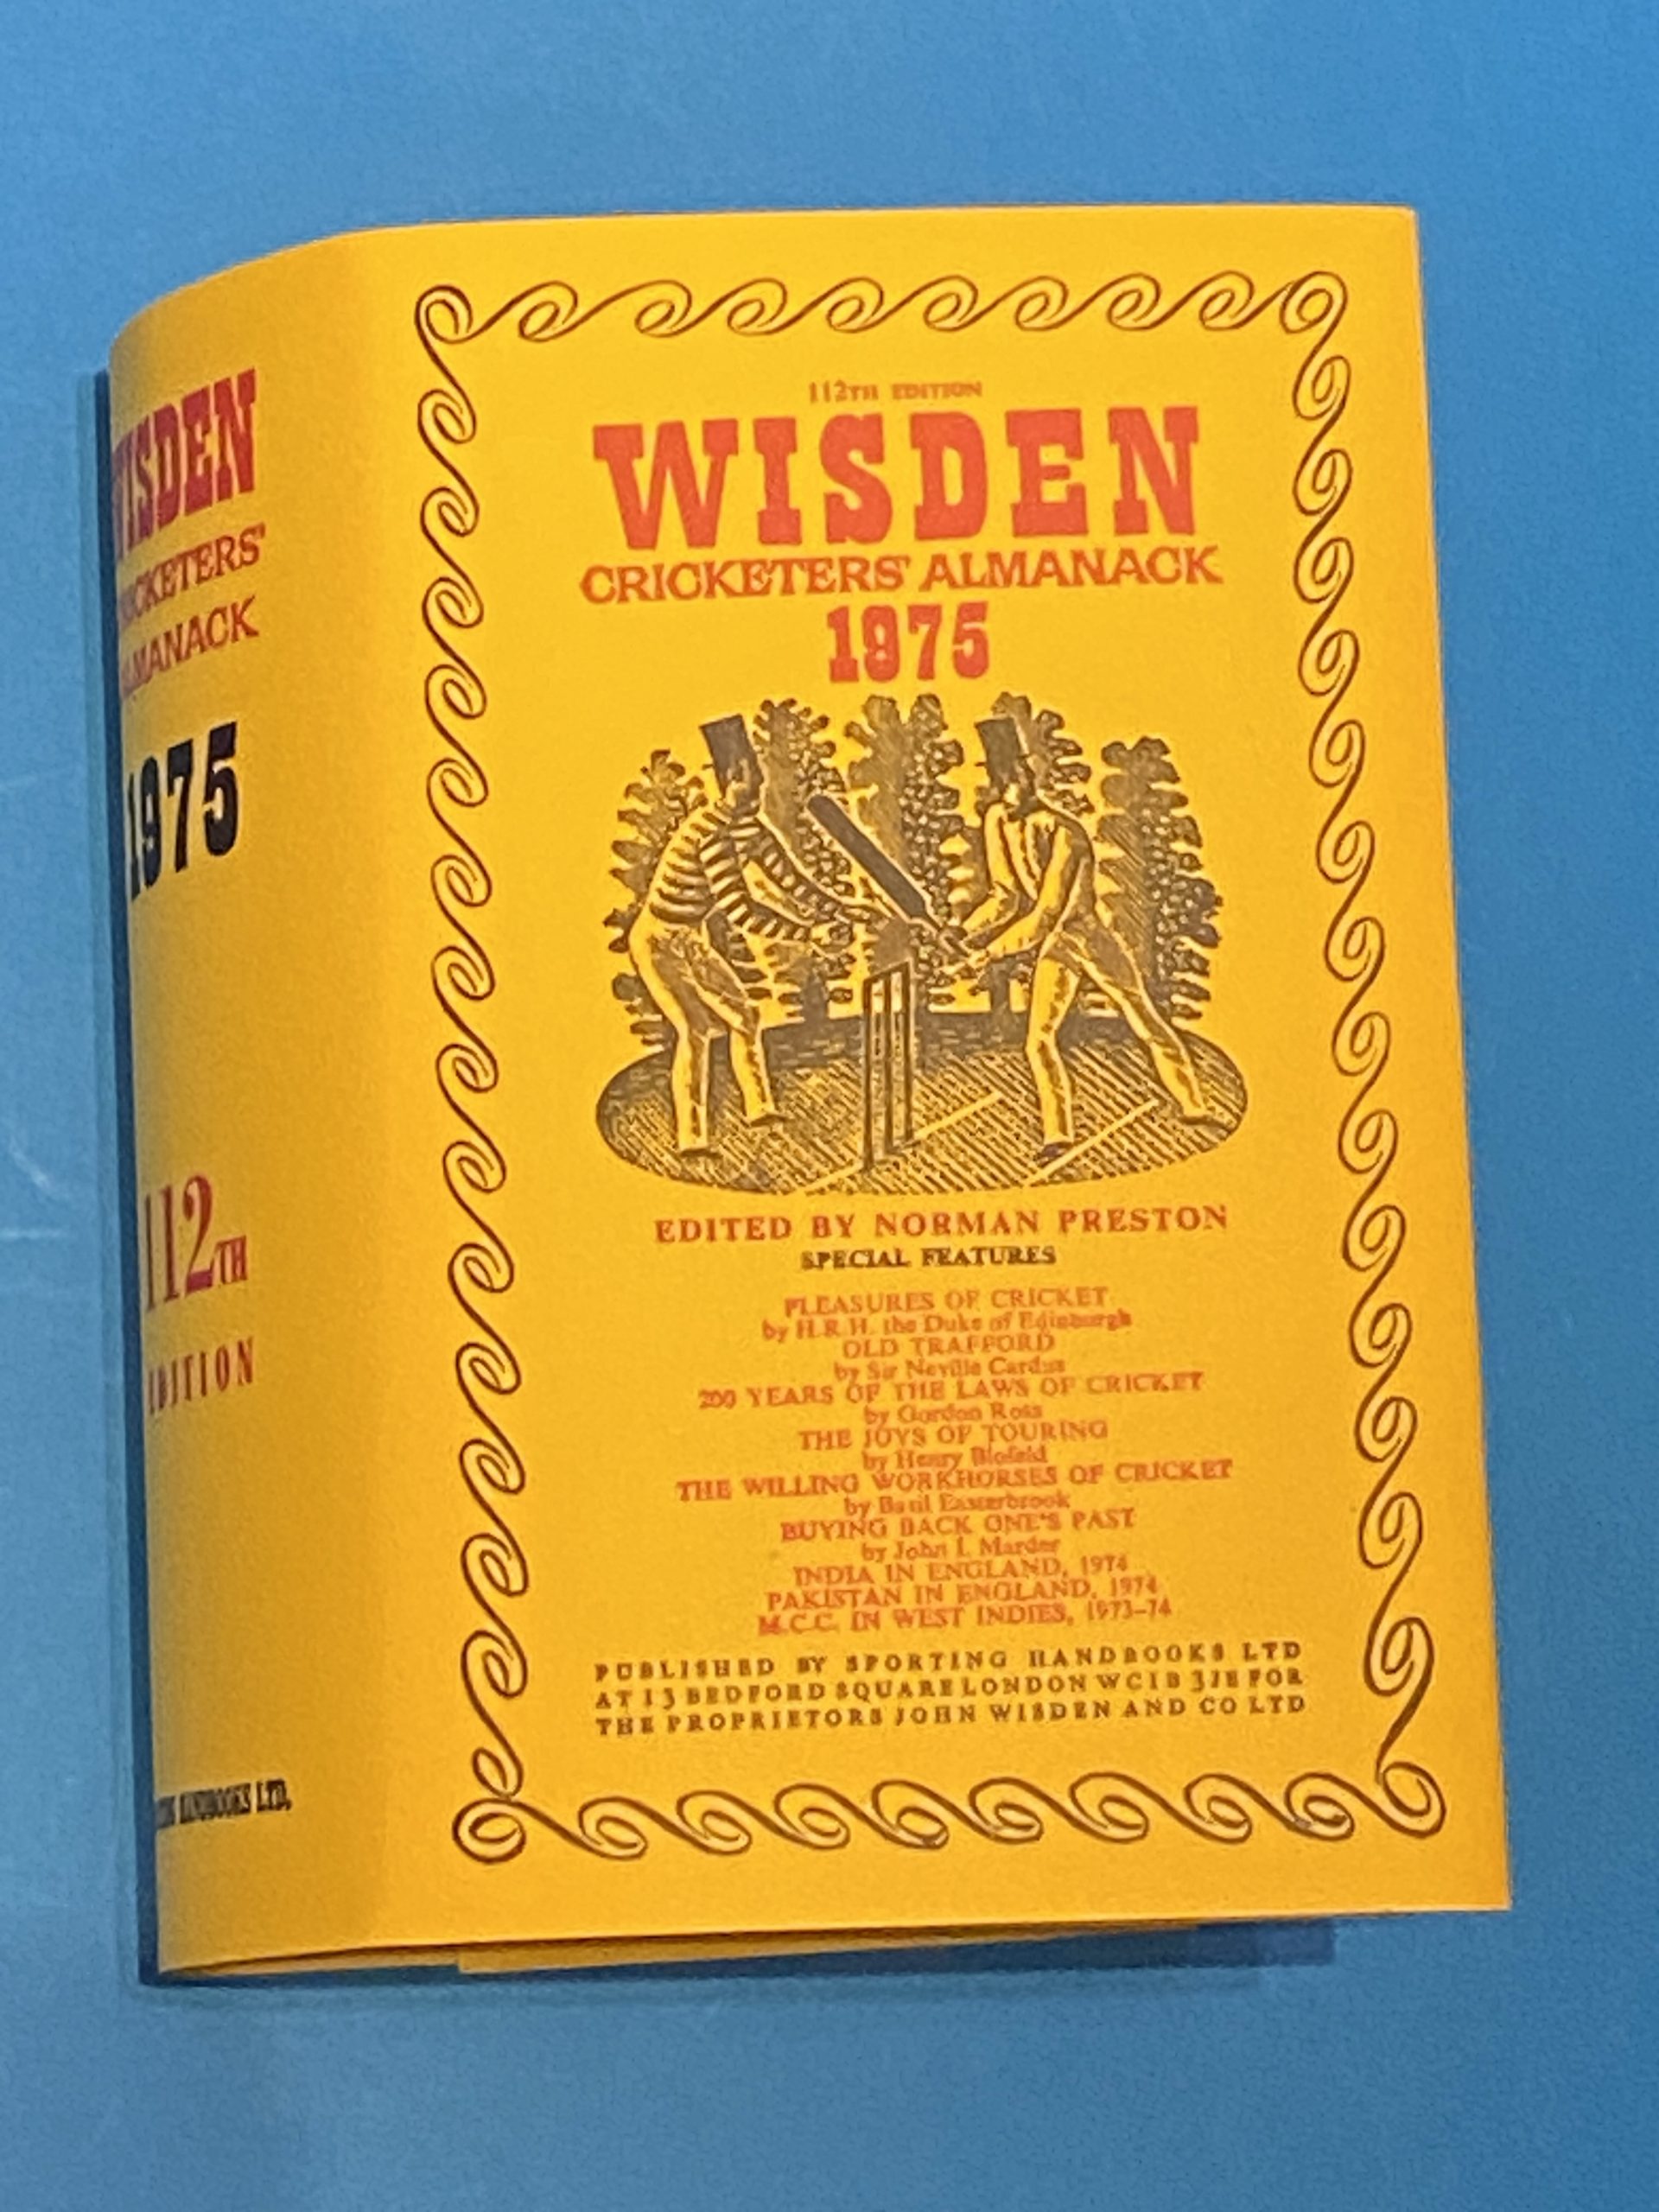 WISDEN
CRICKETERS'
ALMANACK
1975
112TH
EDITION
HANDBOOKS LTD.
112TH EDITION
WISDEN
CRICKETERS' ALMANACK
1975
EDITED BY NORMAN PRESTON
SPECIAL FEATURES
PLEASURES OF CRICKET
by H.R.H. the Duke of Edinburgh
OLD TRAFFORD
by Sir Neville Cardus
200 YEARS OF THE LAWS OF CRICKET
by Gordon Ross
THE JOYS OF TOURING
by Henry Blofeld
THE WILLING WORKHORSES OF CRICKET
by Basil Easterbrook
BUYING BACK ONE'S PAST
by John I. Marder
INDIA IN ENGLAND, 1974
PAKISTAN IN ENGLAND, 1974
M.C.C. IN WEST INDIES, 1973–74
PUBLISHED BY SPORTING HANDBOOKS LTD
AT 13 BEDFORD SQUARE LONDON WC1B 3JE FOR
THE PROPRIETORS JOHN WISDEN AND CO LTD